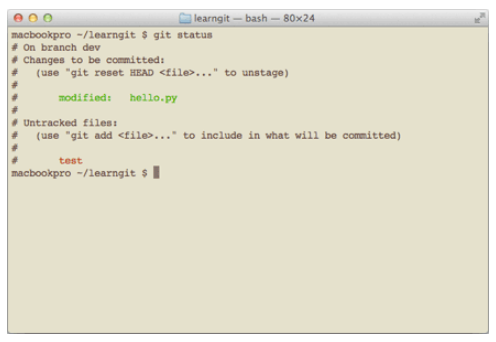 learngit — bash — 80×24
macbookpro ~/learngit $ git status
# On branch dev
# Changes to be committed:
#   (use "git reset HEAD <file>..." to unstage)
#
#       modified:   hello.py
#
# Untracked files:
#   (use "git add <file>..." to include in what will be committed)
#
#       test
macbookpro ~/learngit $